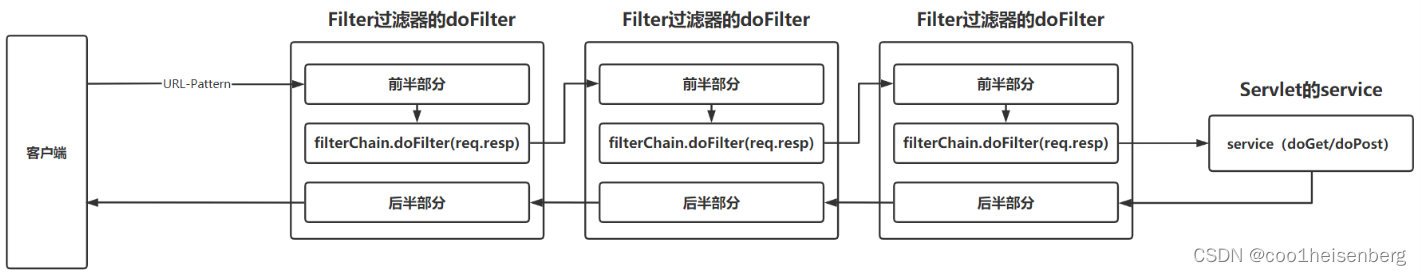 Filter过滤器的doFilter
Filter过滤器的doFilter
Filter过滤器的doFilter
URL-Pattern
前半部分
前半部分
前半部分
Servlet的service
客户端
filterChain.doFilter(req.resp)
filterChain.doFilter(req.resp)
filterChain.doFilter(req.resp)
service（doGet/doPost）
后半部分
后半部分
后半部分
CSDN @coo1heisenberg